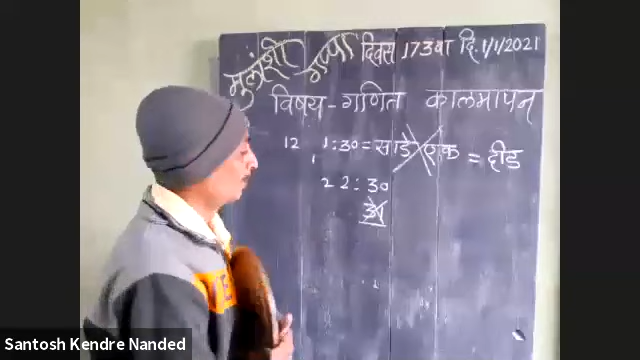 मुलांशी गप्पा दिवस 173 वा दि. 1/1/2021
विषय - गणित कालमापन
12 1:30 = साडे एक = दीड
2 2:30
Santosh Kendre Nanded